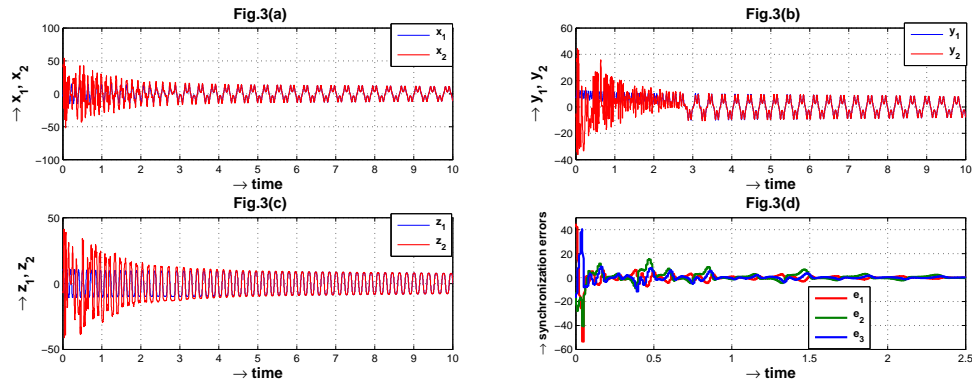 Fig.3(a)
→ x1, x2
100
50
0
−50
−100
x1
x2
0 1 2 3 4 5 6 7 8 9 10
→ time
Fig.3(b)
→ y1, y2
60
40
20
0
−20
−40
y1
y2
0 1 2 3 4 5 6 7 8 9 10
→ time
Fig.3(c)
→ z1, z2
50
0
−50
z1
z2
0 1 2 3 4 5 6 7 8 9 10
→ time
Fig.3(d)
→ synchronization errors
40
20
0
−20
−40
−60
e1
e2
e3
0 0.5 1 1.5 2 2.5
→ time